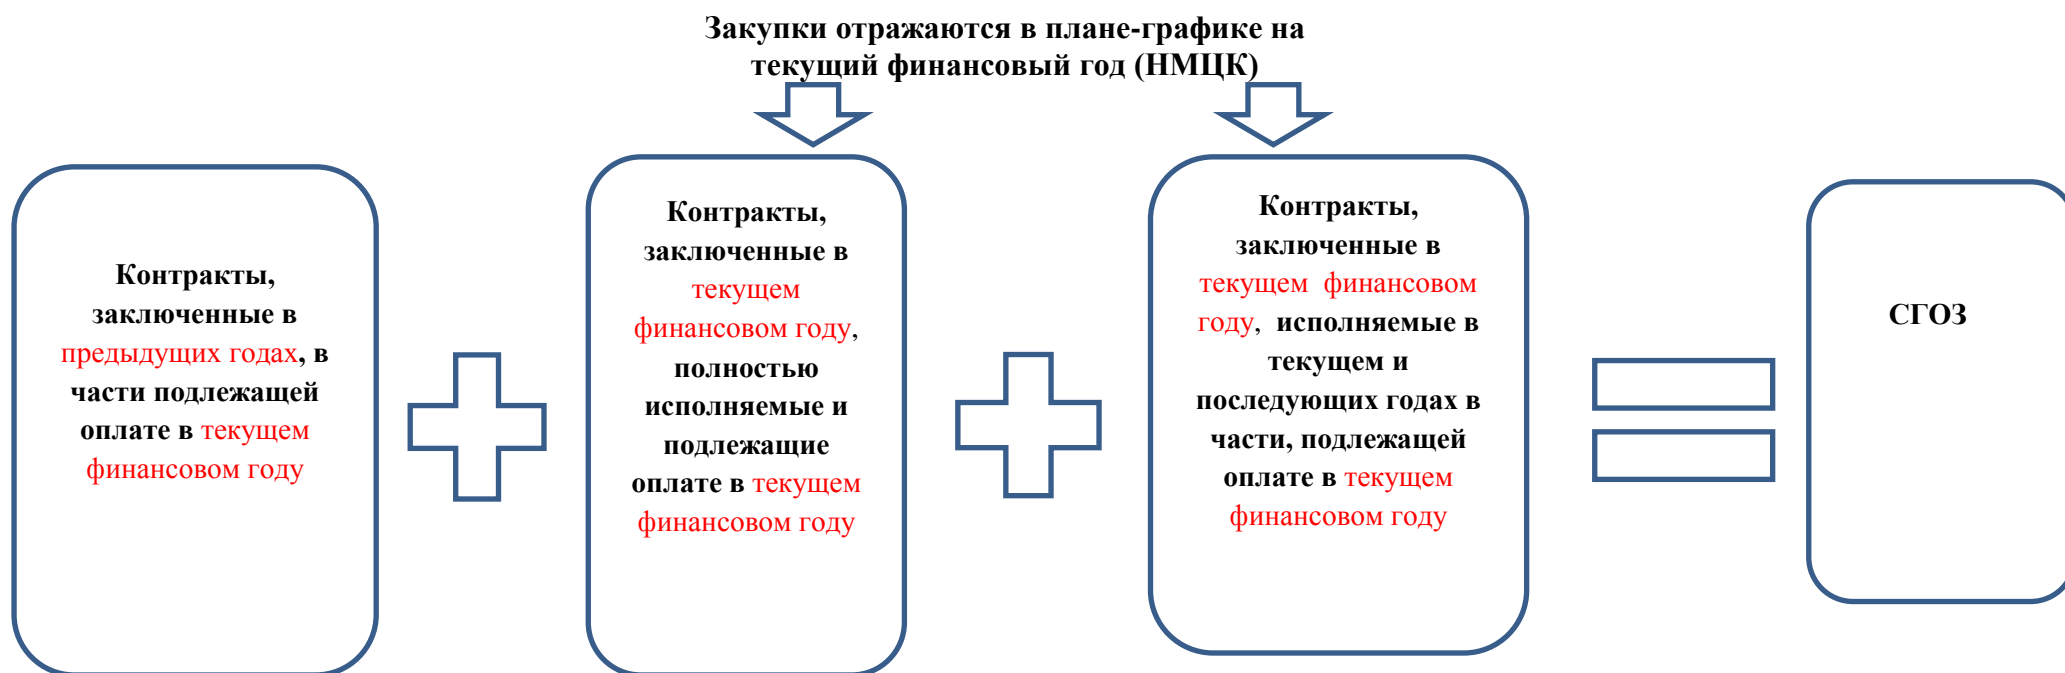 Закупки отражаются в плане-графике на
текущий финансовый год (НМЦК)
Контракты,
заключенные в
предыдущих годах, в
части подлежащей
оплате в текущем
финансовом году
Контракты,
заключенные в
текущем
финансовом году,
полностью
исполняемые и
подлежащие
оплате в текущем
финансовом году
Контракты,
заключенные в
текущем финансовом
году, исполняемые в
текущем и
последующих годах в
части, подлежащей
оплате в текущем
финансовом году
СГОЗ